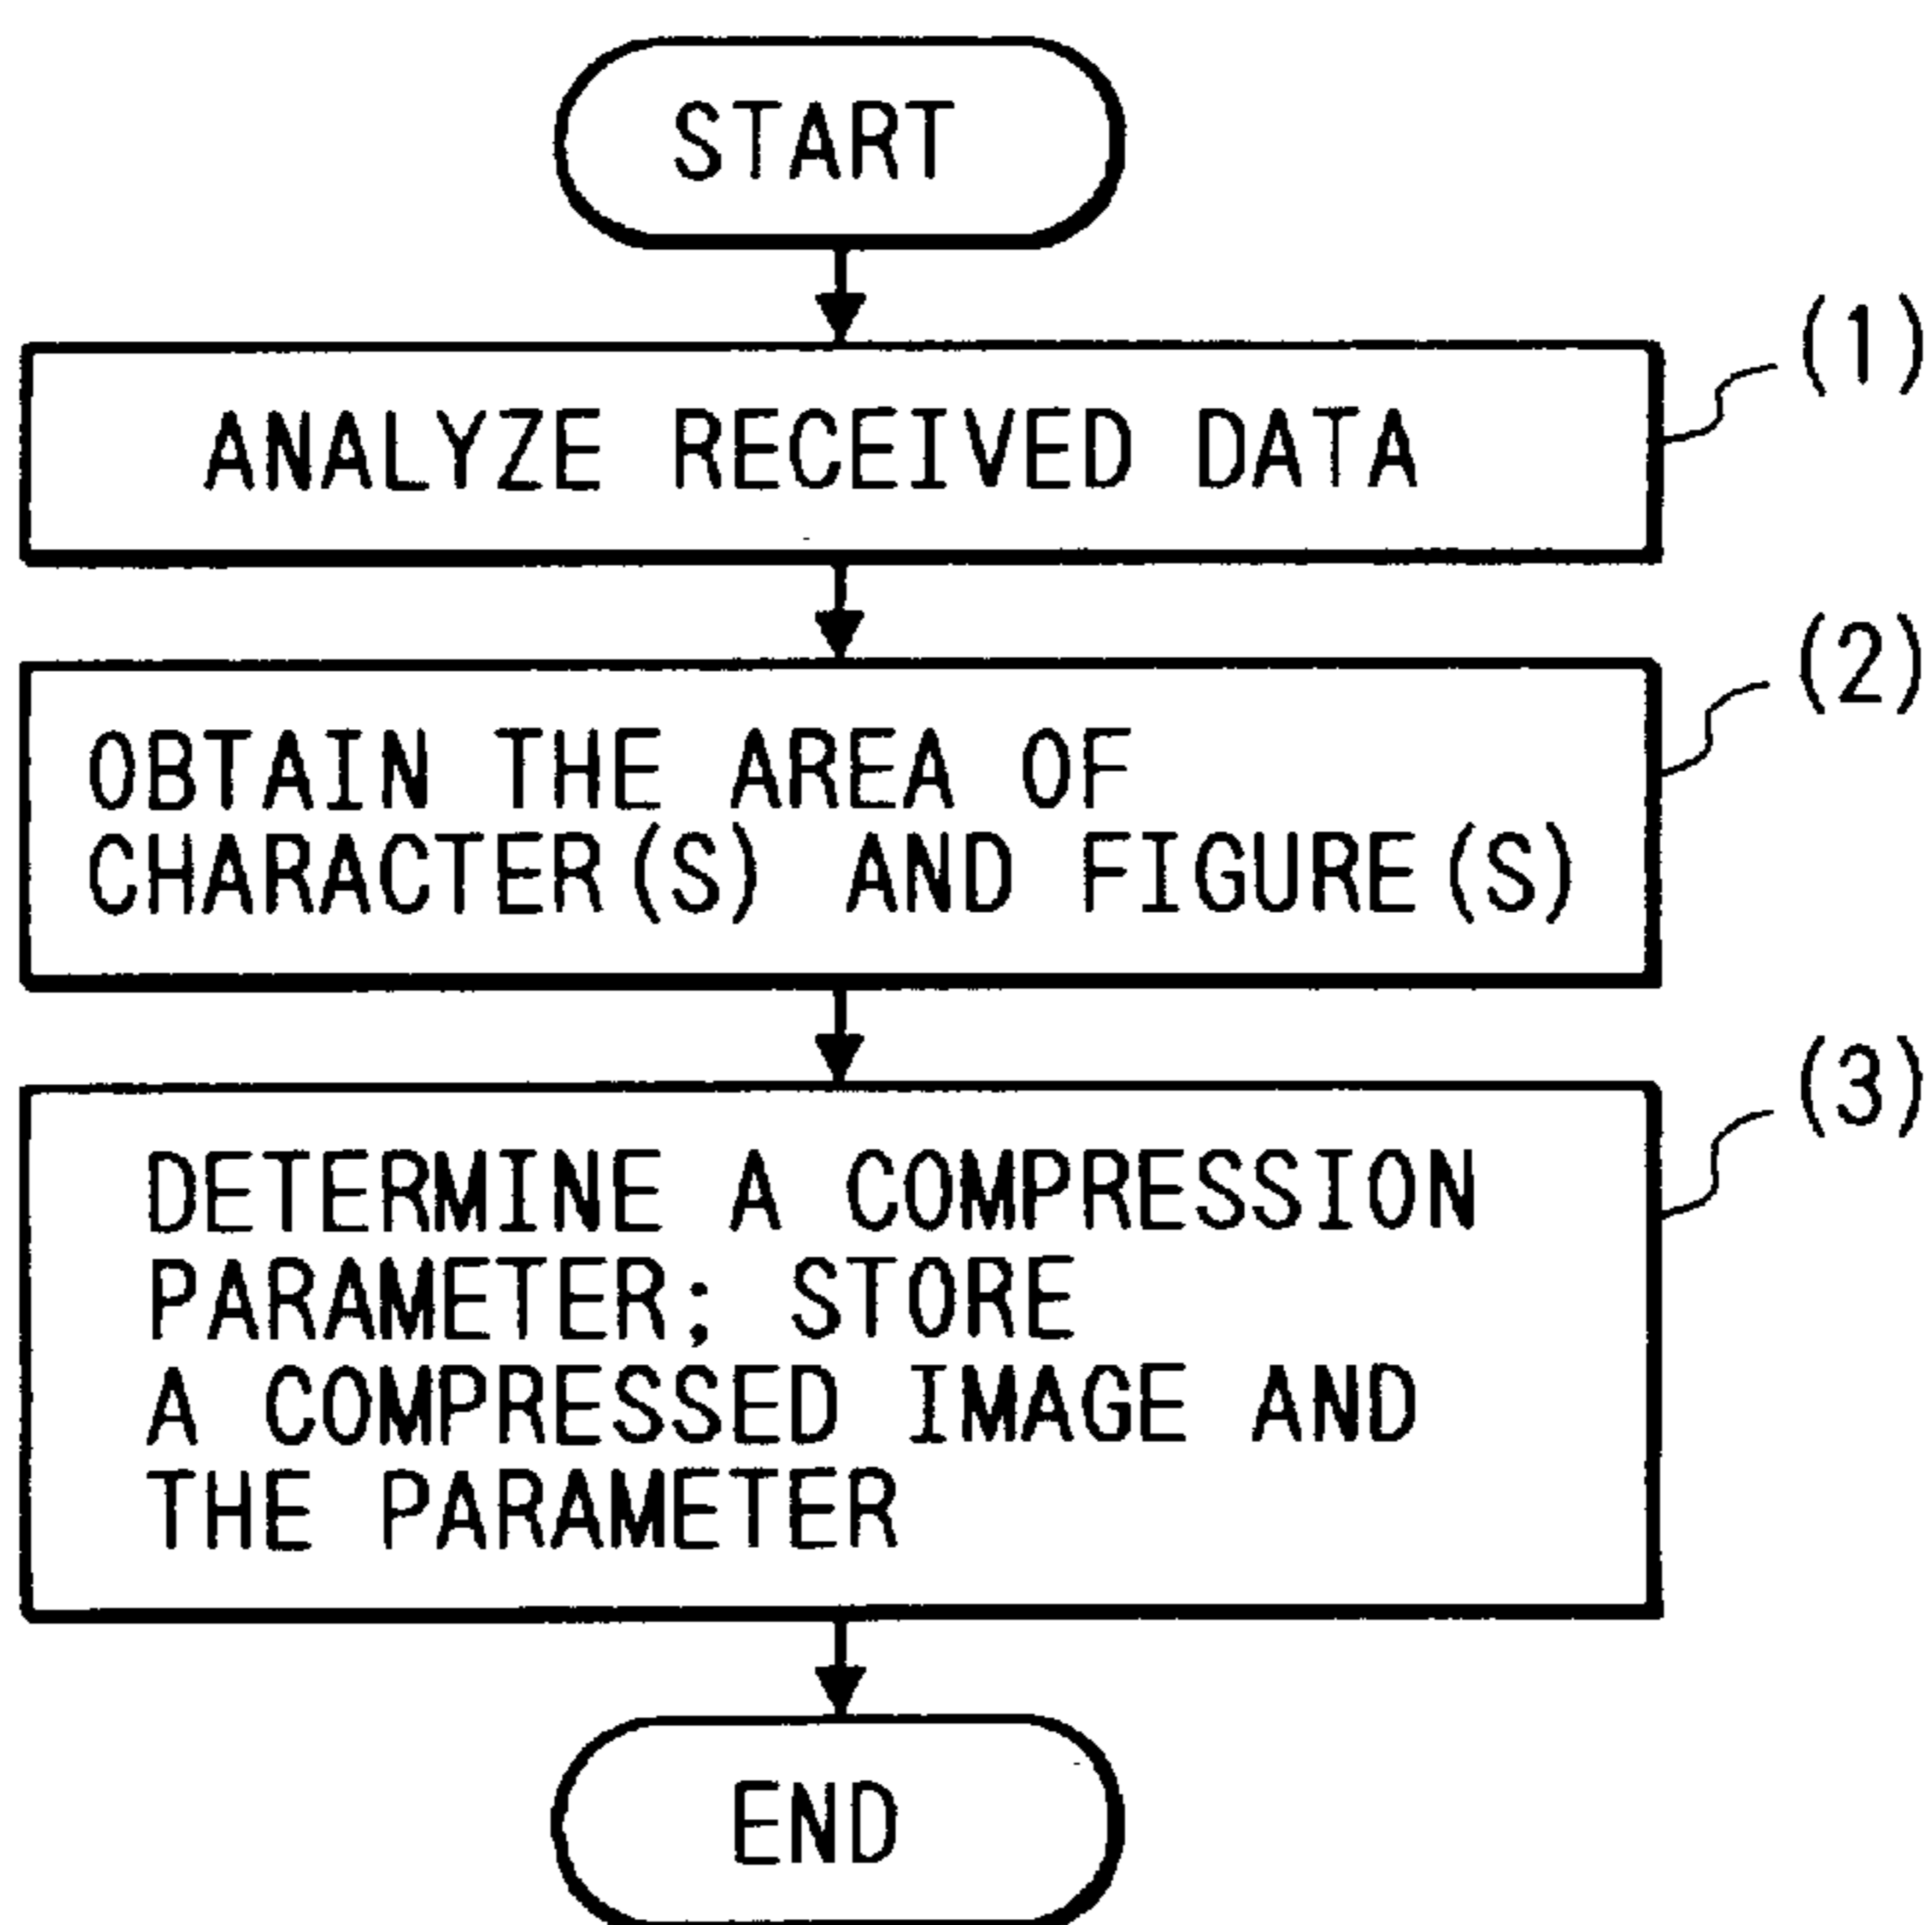 START
(1)
ANALYZE RECEIVED DATA
(2)
OBTAIN THE AREA OF
CHARACTER(S) AND FIGURE(S)
(3)
DETERMINE A COMPRESSION
PARAMETER; STORE
A COMPRESSED IMAGE AND
THE PARAMETER
END